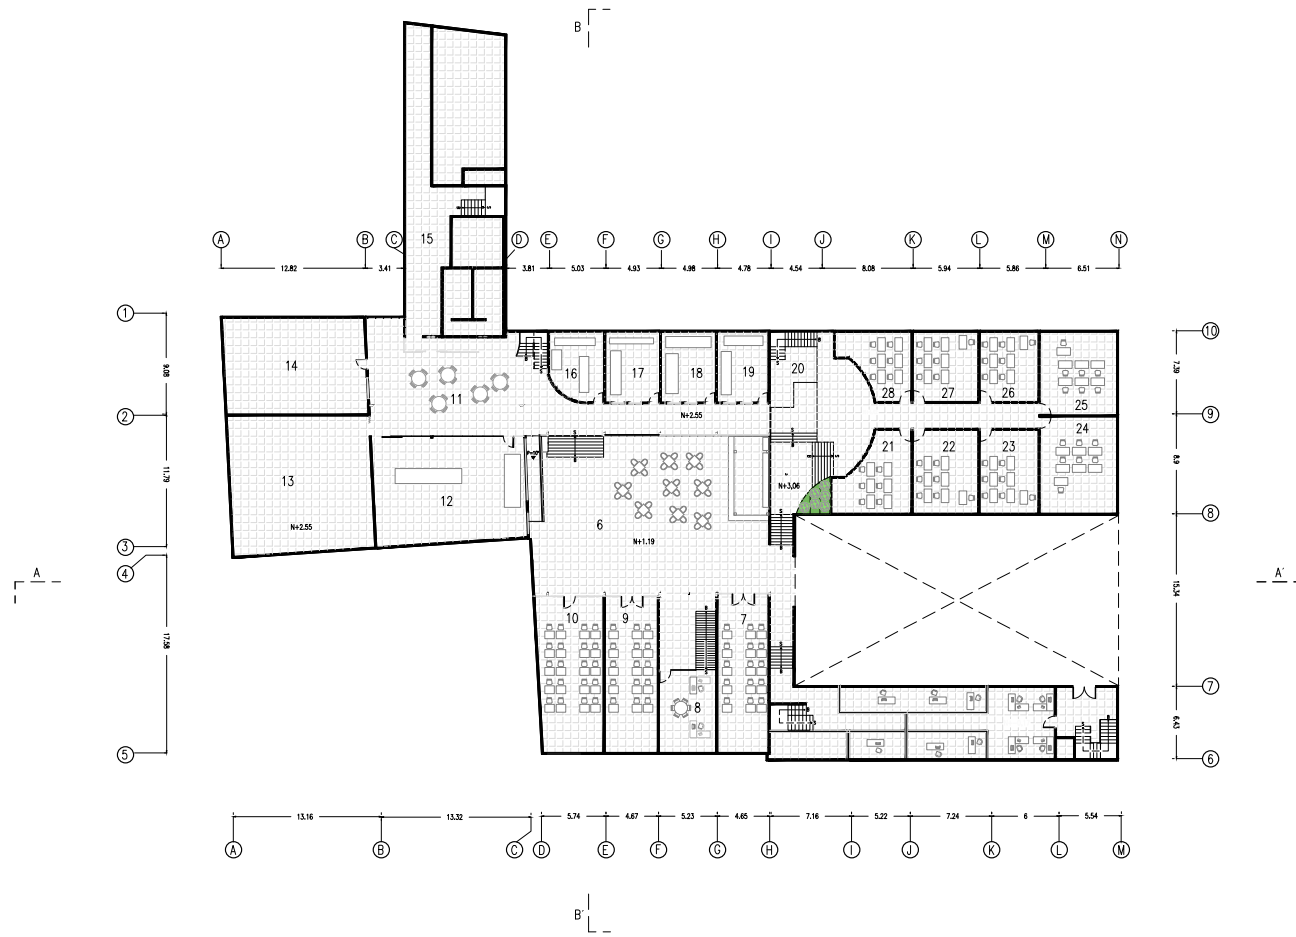 B
A B C D E F G H I J K L M N
12.82 3.41 3.81 5.03 4.93 4.98 4.78 4.54 8.08 5.94 5.86 6.51
15
1
10
9.08
7.39
14
16 17 18 19 20
28 27 26 25
11
2
9
N+2.55
24
21 22 23
11.79
8.9
13
12
N+3,06
N+2.55
6
8
N+1.19
3
4
A
A´
15.34
17.58
10 9 7
7
8
6.43
5
6
13.16 13.32 5.74 4.67 5.23 4.65 7.16 5.22 7.24 6 5.54
A B C D E F G H I J K L M
B´